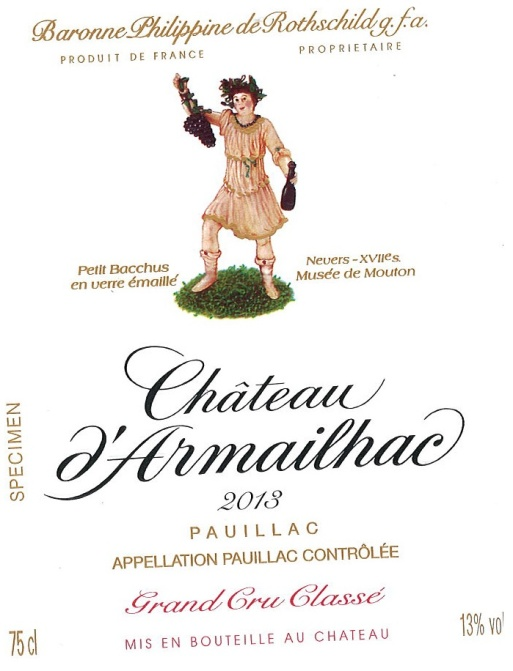 Baronne Philippine de Rothschild g.f.a.
PRODUIT DE FRANCE
PROPRIETAIRE
Petit Bacchus
en verre émaillé
Nevers - XVIIes.
Musée de Mouton
Château
d'Armailhac
2013
PAUILLAC
APPELLATION PAUILLAC CONTRÔLÉE
Grand Cru Classé
MIS EN BOUTEILLE AU CHATEAU
SPECIMEN
75 cl
13% vol